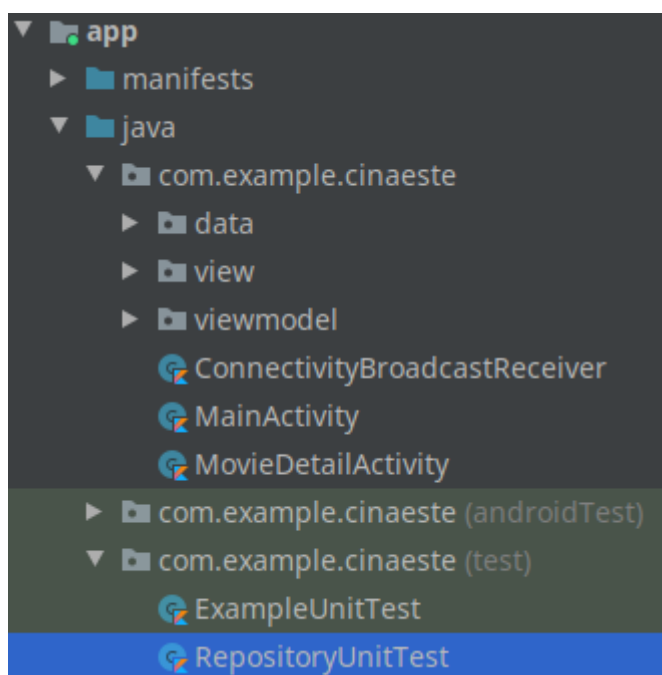 app
manifests
java
com.example.cinaeste
data
view
viewmodel
ConnectivityBroadcastReceiver
MainActivity
MovieDetailActivity
com.example.cinaeste (androidTest)
com.example.cinaeste (test)
ExampleUnitTest
RepositoryUnitTest